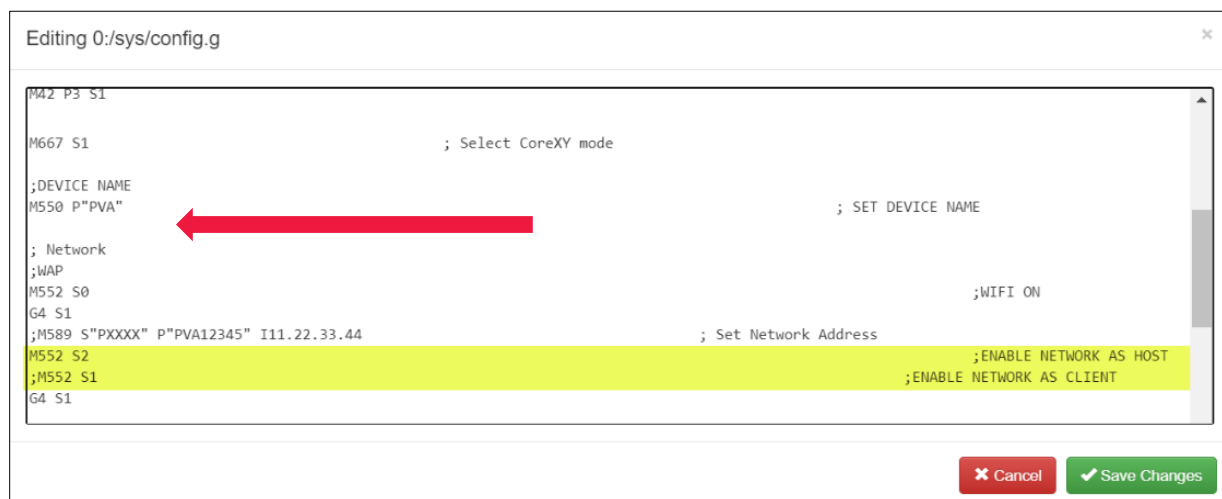 Editing 0:/sys/config.g
×
M42 P3 S1
M667 S1 ; Select CoreXY mode
;DEVICE NAME
M550 P"PVA" ; SET DEVICE NAME
; Network
;WAP
M552 S0 ;WIFI ON
G4 S1
;M589 S"PXXXX" P"PVA12345" I11.22.33.44 ; Set Network Address
M552 S2 ;ENABLE NETWORK AS HOST
;M552 S1 ;ENABLE NETWORK AS CLIENT
G4 S1
Cancel Save Changes